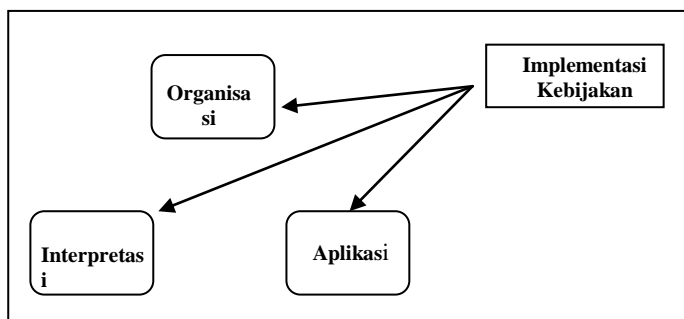 Implementasi
Kebijakan
Organisa
si
Interpretas
i
Aplikasi